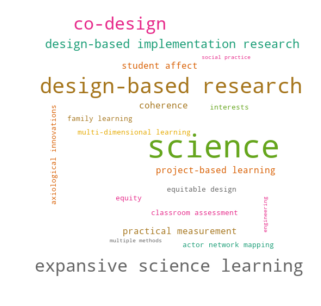 co-design
design-based implementation research
social practice
student affect
design-based research
coherence
interests
axiological innovations
family learning
multi-dimensional learning
science
project-based learning
equitable design
equity
engineering
classroom assessment
practical measurement
multiple methods
actor network mapping
expansive science learning